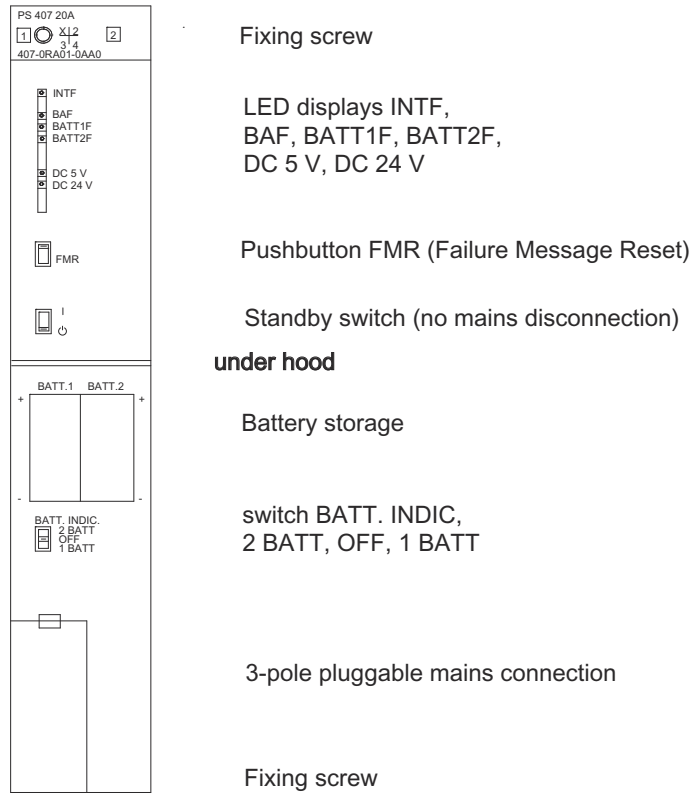 PS 407 20A
1 X 2 2
3 4
407-0RA01-0AA0
Fixing screw
INTF
BAF
BATT1F
BATT2F
DC 5 V
DC 24 V
LED displays INTF,
BAF, BATT1F, BATT2F,
DC 5 V, DC 24 V
FMR
Pushbutton FMR (Failure Message Reset)
I
Standby switch (no mains disconnection)
under hood
BATT.1 BATT.2
+ +
Battery storage
- -
BATT. INDIC.
2 BATT
OFF
1 BATT
switch BATT. INDIC,
2 BATT, OFF, 1 BATT
3-pole pluggable mains connection
Fixing screw